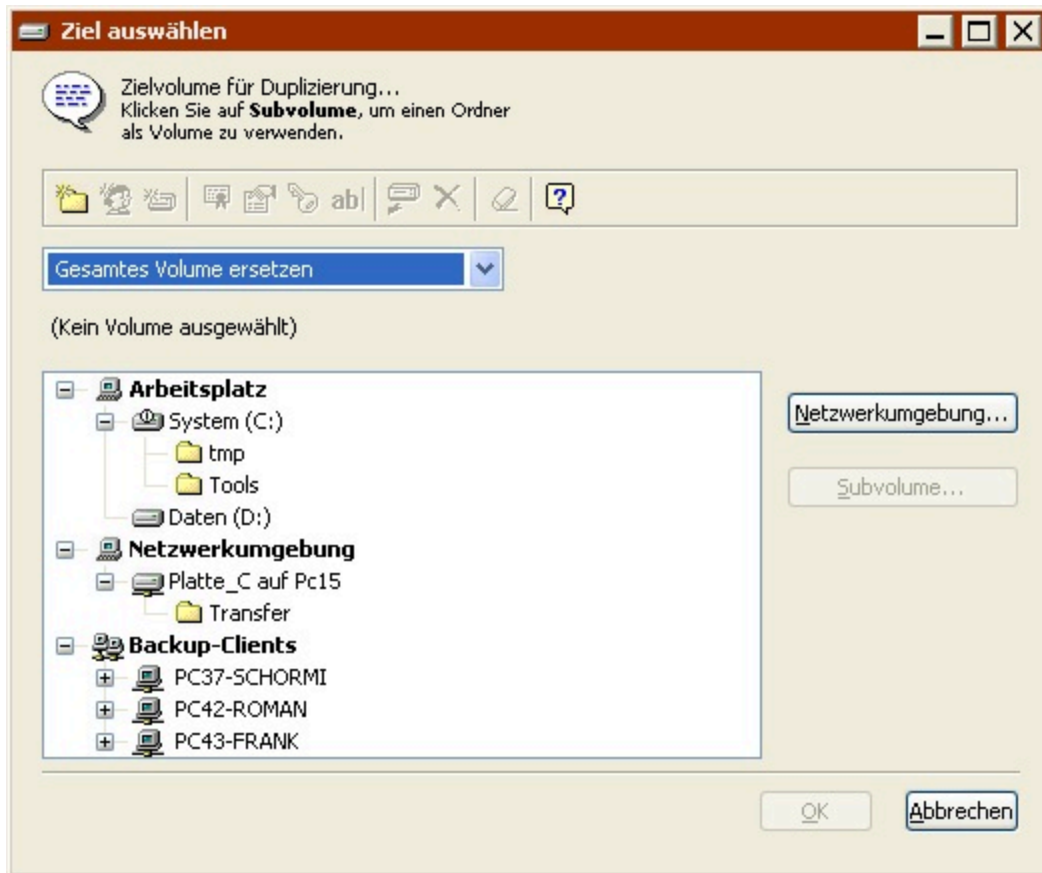 Ziel auswählen
Zielvolume für Duplizierung...
Klicken Sie auf Subvolume, um einen Ordner
als Volume zu verwenden.
ab|
Gesamtes Volume ersetzen
(Kein Volume ausgewählt)
Arbeitsplatz
System (C:)
tmp
Tools
Daten (D:)
Netzwerkumgebung
Platte_C auf Pc15
Transfer
Backup-Clients
PC37-SCHORMI
PC42-ROMAN
PC43-FRANK
Netzwerkumgebung...
Subvolume...
OK
Abbrechen